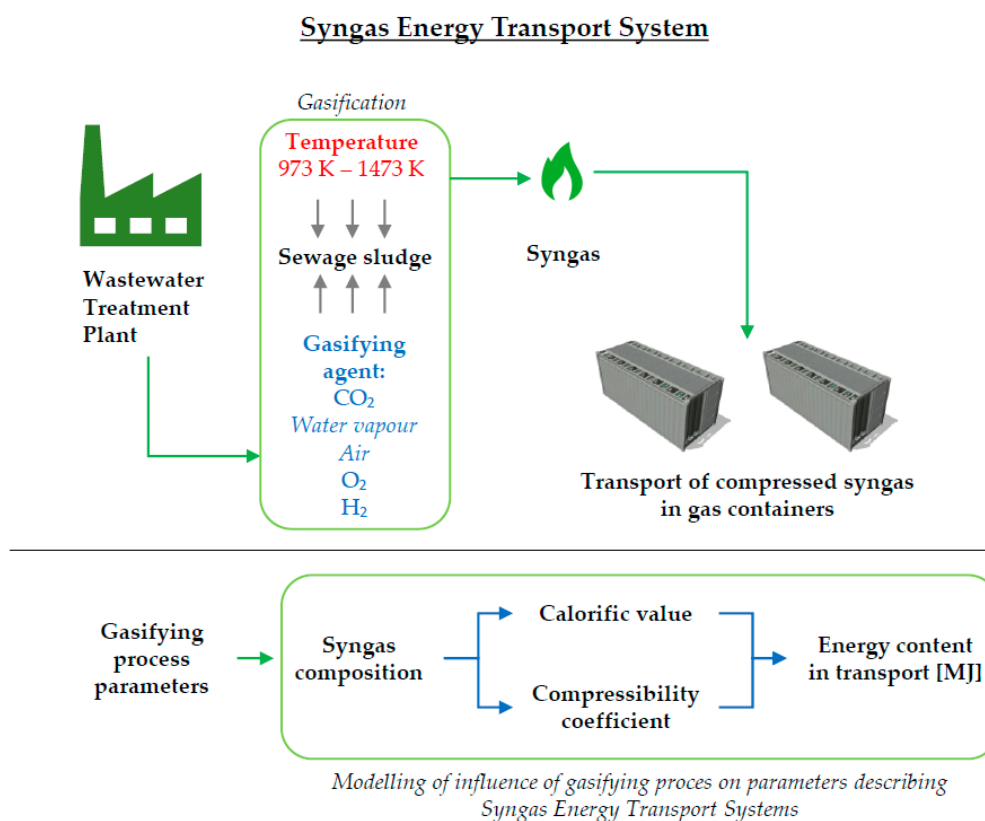 Syngas Energy Transport System
Gasification
Temperature
973 K – 1473 K
Sewage sludge
Wastewater
Treatment
Plant
Gasifying
agent:
CO₂
Water vapour
Air
O₂
H₂
Syngas
Transport of compressed syngas
in gas containers
Gasifying
process
parameters
Syngas
composition
Calorific value
Compressibility
coefficient
Energy content
in transport [MJ]
Modelling of influence of gasifying proces on parameters describing
Syngas Energy Transport Systems